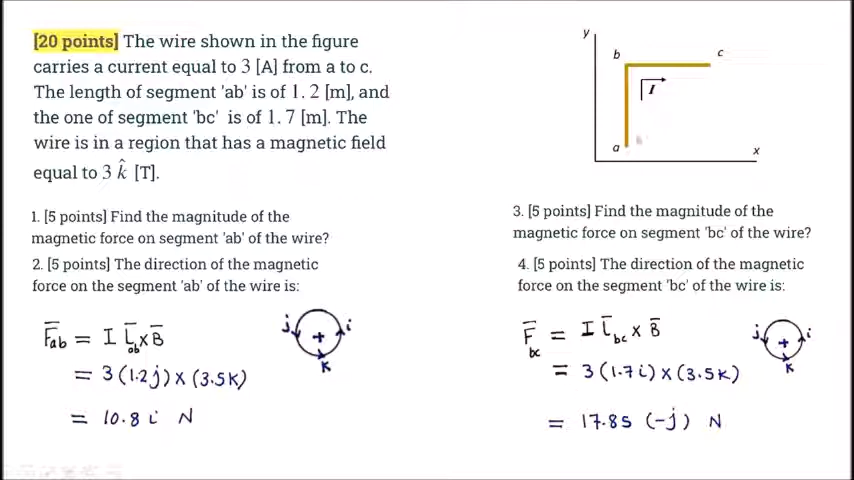 [20 points] The wire shown in the figure
carries a current equal to 3 [A] from a to c.
The length of segment 'ab' is of 1.2 [m], and
the one of segment 'bc' is of 1.7 [m]. The
wire is in a region that has a magnetic field
equal to 3 k̂ [T].
y
b
c
I
a
x
1. [5 points] Find the magnitude of the
magnetic force on segment 'ab' of the wire?
2. [5 points] The direction of the magnetic
force on the segment 'ab' of the wire is:
F̅ab = I L̅ab x B̅
= 3 (1.2j) x (3.5K)
= 10.8 i N
j
i
+
K
3. [5 points] Find the magnitude of the
magnetic force on segment 'bc' of the wire?
4. [5 points] The direction of the magnetic
force on the segment 'bc' of the wire is:
F̅bc = I L̅bc x B̅
= 3 (1.7i) x (3.5K)
= 17.85 (-j) N
j
i
+
K